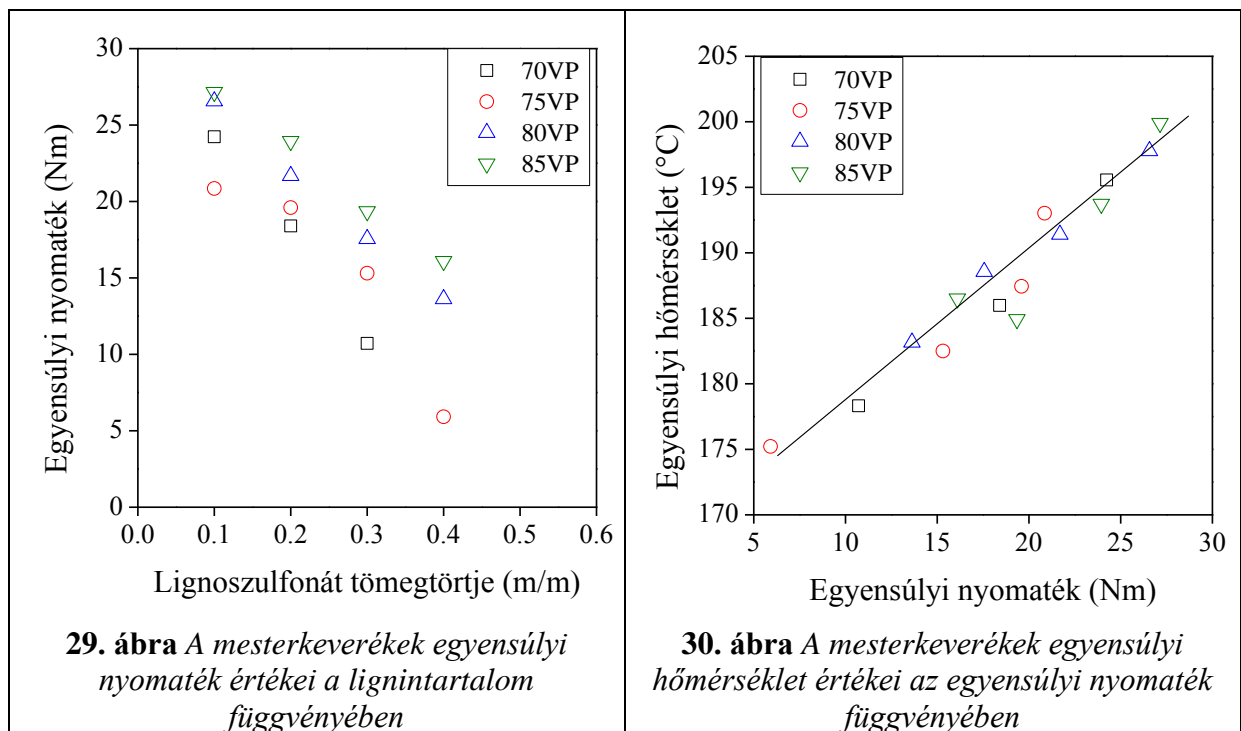 30
25
20
15
10
5
0
0.0 0.1 0.2 0.3 0.4 0.5 0.6
Egyensúlyi nyomaték (Nm)
Lignoszulfonát tömegtörtje (m/m)
70VP
75VP
80VP
85VP
29. ábra A mesterkeverékek egyensúlyi
nyomaték értékei a lignintartalom
függvényében
205
200
195
190
185
180
175
170
5 10 15 20 25 30
Egyensúlyi hőmérséklet (°C)
Egyensúlyi nyomaték (Nm)
70VP
75VP
80VP
85VP
30. ábra A mesterkeverékek egyensúlyi
hőmérséklet értékei az egyensúlyi nyomaték
függvényében